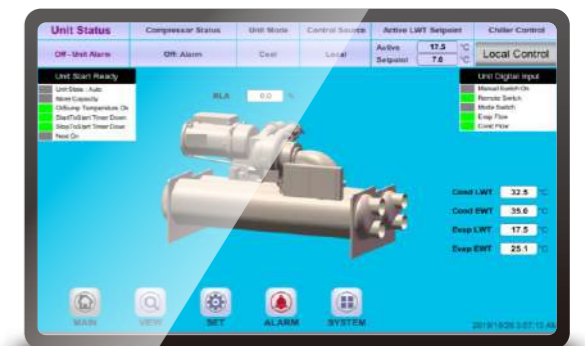 Unit Status Compressor Status Unit Mode Control Source Active LWT Setpoint Chiller Control
Off - Unit Alarm Off: Alarm Cool Local Active 17.5 °C Local Control
Setpoint 7.0 °C
Unit Start Ready Unit Digital Input
Unit State : Auto Manual Switch On
Need Capacity Remote Switch
OilSump Temperature Ok Mode Switch
StartToStart Timer Down Evap Flow
StopToStart Timer Down Cond Flow
Next On
RLA 0.0 %
Cond LWT 32.5 °C
Cond EWT 35.0 °C
Evap LWT 17.5 °C
Evap EWT 25.1 °C
MAIN VIEW SET ALARM SYSTEM